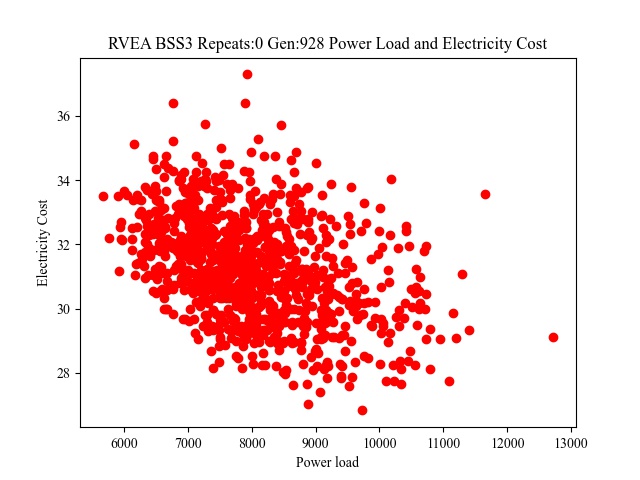 RVEA BSS3 Repeats:0 Gen:928 Power Load and Electricity Cost
36
34
32
30
28
Electricity Cost
6000 7000 8000 9000 10000 11000 12000 13000
Power load